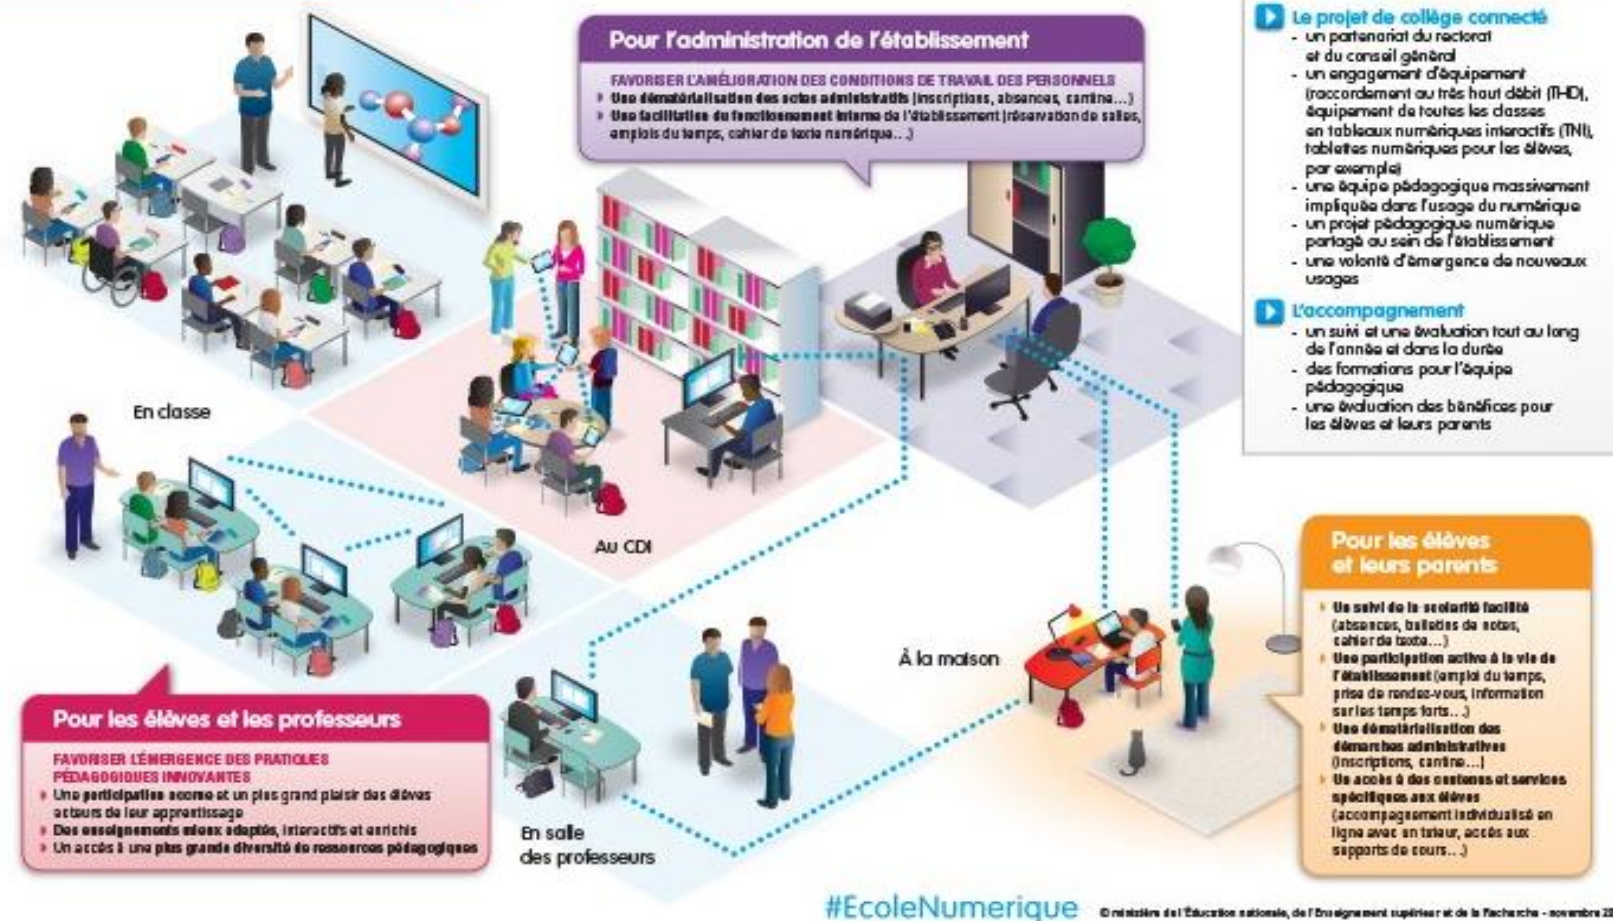 Pour l'administration de l'établissement
FAVORISER L'AMÉLIORATION DES CONDITIONS DE TRAVAIL DES PERSONNELS
Une dématérialisation des actes administratifs (inscriptions, absences, cantine...)
Une facilitation du fonctionnement interne de l'établissement (réservation de salles,
emplois du temps, cahier de texte numérique...)
Le projet de collège connecté
- un partenariat du rectorat
et du conseil général
- un engagement d'équipement
(raccordement au très haut débit (THD),
équipement de toutes les classes
en tableaux numériques interactifs (TNI),
tablettes numériques pour les élèves,
par exemple)
- une équipe pédagogique massivement
impliquée dans l'usage du numérique
- un projet pédagogique numérique
partagé au sein de l'établissement
- une volonté d'émergence de nouveaux
usages
L'accompagnement
- un suivi et une évaluation tout au long
de l'année et dans la durée
- des formations pour l'équipe
pédagogique
- une évaluation des bénéfices pour
les élèves et leurs parents
En classe
Au CDI
À la maison
En salle
des professeurs
Pour les élèves et les professeurs
FAVORISER L'ÉMERGENCE DES PRATIQUES
PÉDAGOGIQUES INNOVANTES
Une participation accrue et un plus grand plaisir des élèves
acteurs de leur apprentissage
Des enseignements mieux adaptés, interactifs et enrichis
Un accès à une plus grande diversité de ressources pédagogiques
Pour les élèves
et leurs parents
Un suivi de la scolarité facilité
(absences, bulletins de notes,
cahier de texte...)
Une participation active à la vie de
l'établissement (emploi du temps,
prise de rendez-vous, information
sur les temps forts...)
Une dématérialisation des
démarches administratives
(inscriptions, cantine...)
Un accès à des contenus et services
spécifiques aux élèves
(accompagnement individualisé en
ligne avec un tuteur, accès aux
supports de cours...)
#EcoleNumerique
© ministère de l'Éducation nationale, de l'Enseignement supérieur et de la Recherche - novembre